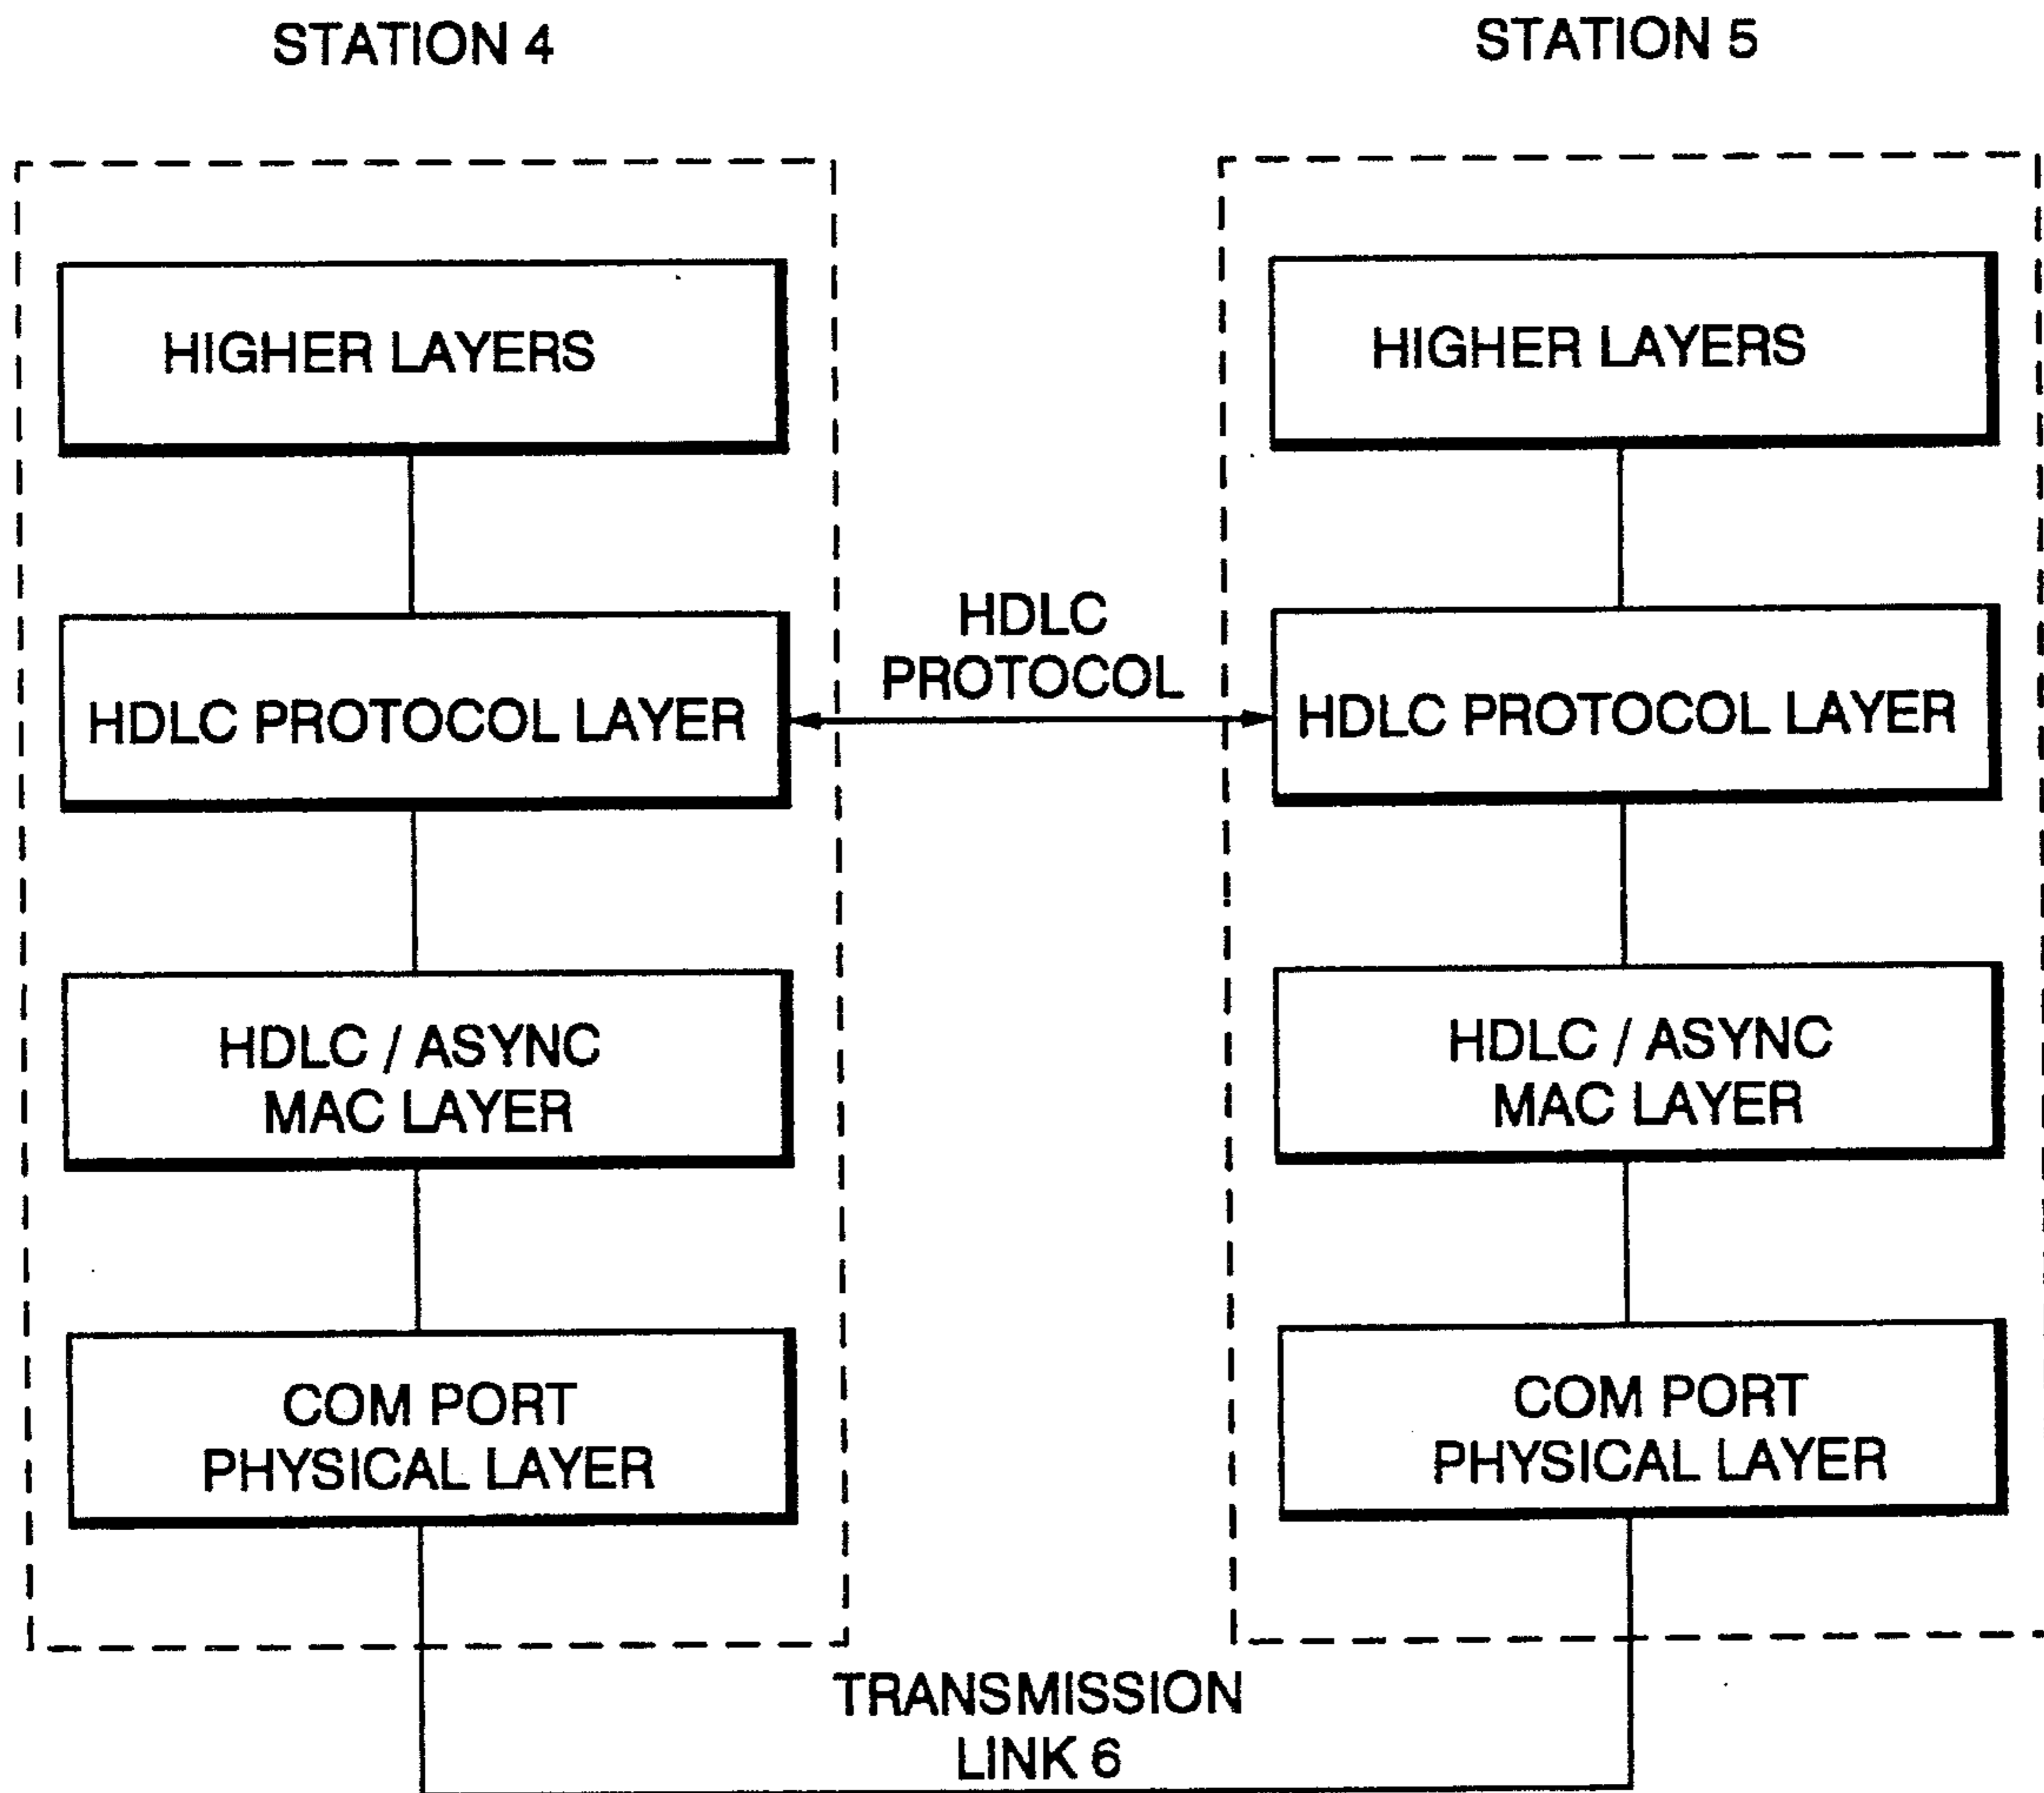 STATION 4
STATION 5
HIGHER LAYERS
HIGHER LAYERS
HDLC
PROTOCOL
HDLC PROTOCOL LAYER
HDLC PROTOCOL LAYER
HDLC / ASYNC
MAC LAYER
HDLC / ASYNC
MAC LAYER
COM PORT
PHYSICAL LAYER
COM PORT
PHYSICAL LAYER
TRANSMISSION
LINK 6